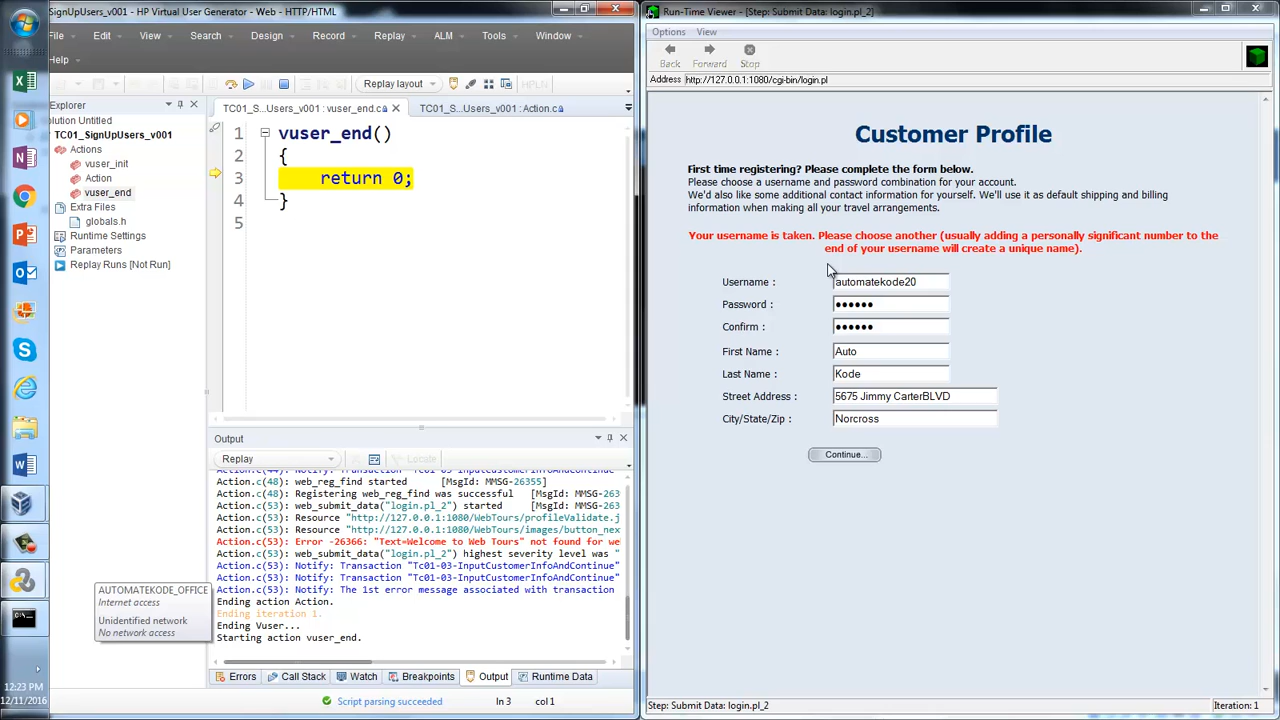 SignUpUsers_v001 - HP Virtual User Generator - Web - HTTP/HTML
File Edit View Search Design Record Replay ALM Tools Window
Help
Replay layout
HPLN
Explorer
TC01_S...Users_v001 : vuser_end.c
TC01_S...Users_v001 : Action.c
olution Untitled
TC01_SignUpUsers_v001
Actions
vuser_init
Action
vuser_end
Extra Files
globals.h
Runtime Settings
Parameters
Replay Runs [Not Run]
1 vuser_end()
2 {
3 return 0;
4 }
5
Output
Replay
Locate
Action.c(44): Notify: Transaction "Tc01-03-InputCustomerInfoAndContinue
Action.c(48): web_reg_find started [MsgId: MMSG-26355]
Action.c(48): Registering web_reg_find was successful [MsgId: MMSG-263
Action.c(53): web_submit_data("login.pl_2") started [MsgId: MMSG-26
Action.c(53): Resource "http://127.0.0.1:1080/WebTours/profileValidate.j
Action.c(53): Resource "http://127.0.0.1:1080/WebTours/images/button_nex
Action.c(53): Error -26366: "Text=Welcome to Web Tours" not found for we
Action.c(53): web_submit_data("login.pl_2") highest severity level was "
Action.c(53): Notify: Transaction "Tc01-03-InputCustomerInfoAndContinue
Action.c(53): Notify: Transaction "Tc01-03-InputCustomerInfoAndContinue
Action.c(53): Notify: The 1st error message associated with transaction
Ending action Action.
Ending iteration 1.
Ending Vuser...
Starting action vuser_end.
Errors Call Stack Watch Breakpoints Output Runtime Data
Script parsing succeeded
ln 3 col 1
AUTOMATEKODE_OFFICE
Internet access
Unidentified network
No network access
12:23 PM
12/11/2016
Run-Time Viewer - [Step: Submit Data: login.pl_2]
Options View
Back Forward Stop
Address http://127.0.0.1:1080/cgi-bin/login.pl
Customer Profile
First time registering? Please complete the form below.
Please choose a username and password combination for your account.
We'd also like some additional contact information for yourself. We'll use it as default shipping and billing
information when making all your travel arrangements.
Your username is taken. Please choose another (usually adding a personally significant number to the
end of your username will create a unique name).
Username : automatekode20
Password : ●●●●●●
Confirm : ●●●●●●
First Name : Auto
Last Name : Kode
Street Address : 5675 Jimmy CarterBLVD
City/State/Zip : Norcross
Continue...
Step: Submit Data: login.pl_2
Iteration: 1